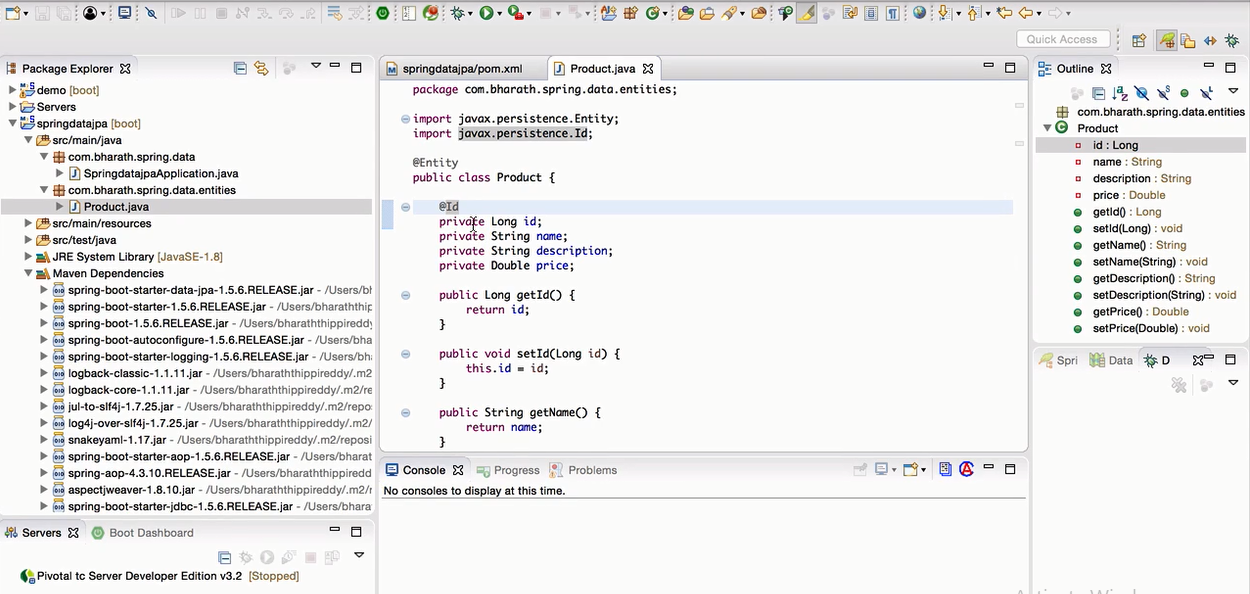 Quick Access
Package Explorer
demo [boot]
Servers
springdatajpa [boot]
src/main/java
com.bharath.spring.data
SpringdatajpaApplication.java
com.bharath.spring.data.entities
Product.java
src/main/resources
src/test/java
JRE System Library [JavaSE-1.8]
Maven Dependencies
spring-boot-starter-data-jpa-1.5.6.RELEASE.jar - /Users/bh
spring-boot-starter-1.5.6.RELEASE.jar - /Users/bharaththip
spring-boot-1.5.6.RELEASE.jar - /Users/bharaththippireddy
spring-boot-autoconfigure-1.5.6.RELEASE.jar - /Users/bhar
spring-boot-starter-logging-1.5.6.RELEASE.jar - /Users/bha
logback-classic-1.1.11.jar - /Users/bharaththippireddy/.m2
logback-core-1.1.11.jar - /Users/bharaththippireddy/.m2/re
jul-to-slf4j-1.7.25.jar - /Users/bharaththippireddy/.m2/repo
log4j-over-slf4j-1.7.25.jar - /Users/bharaththippireddy/.m2/
snakeyaml-1.17.jar - /Users/bharaththippireddy/.m2/reposi
spring-boot-starter-aop-1.5.6.RELEASE.jar - /Users/bharat
spring-aop-4.3.10.RELEASE.jar - /Users/bharaththippireddy
aspectjweaver-1.8.10.jar - /Users/bharaththippireddy/.m2/
spring-boot-starter-jdbc-1.5.6.RELEASE.jar - /Users/bhara
Servers
Boot Dashboard
Pivotal tc Server Developer Edition v3.2 [Stopped]
springdatajpa/pom.xml
Product.java
package com.bharath.spring.data.entities;
import javax.persistence.Entity;
import javax.persistence.Id;
@Entity
public class Product {
@Id
private Long id;
private String name;
private String description;
private Double price;
public Long getId() {
return id;
}
public void setId(Long id) {
this.id = id;
}
public String getName() {
return name;
}
Console
Progress
Problems
No consoles to display at this time.
Outline
com.bharath.spring.data.entities
Product
id : Long
name : String
description : String
price : Double
getId() : Long
setId(Long) : void
getName() : String
setName(String) : void
getDescription() : String
setDescription(String) : void
getPrice() : Double
setPrice(Double) : void
Spri
Data
D